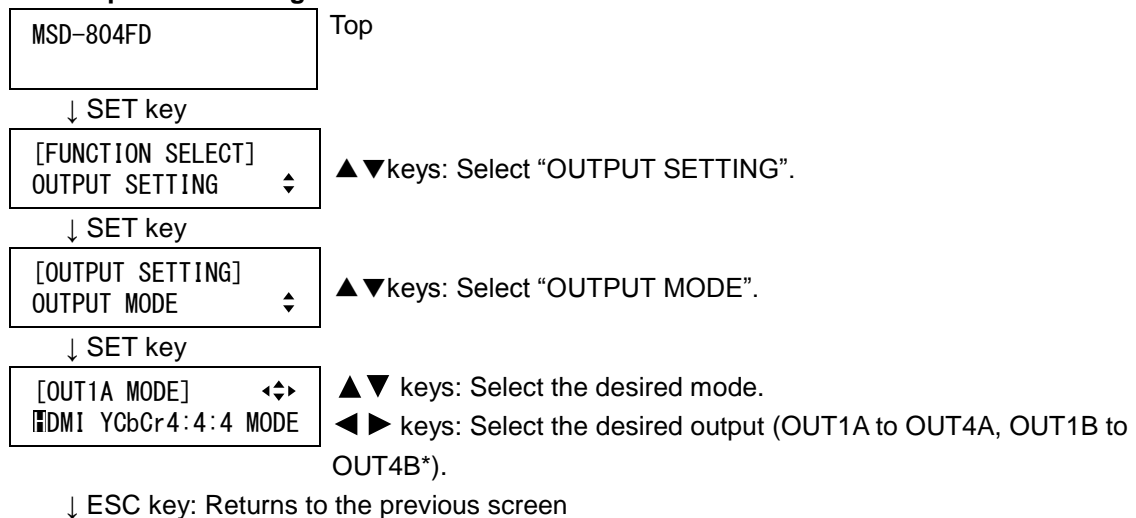 MSD-804FD
Top
↓ SET key
[FUNCTION SELECT]
OUTPUT SETTING
▲▼keys: Select “OUTPUT SETTING”.
↓ SET key
[OUTPUT SETTING]
OUTPUT MODE
▲▼keys: Select “OUTPUT MODE”.
↓ SET key
[OUT1A MODE]
HDMI YCbCr4:4:4 MODE
▲▼ keys: Select the desired mode.
◀ ▶ keys: Select the desired output (OUT1A to OUT4A, OUT1B to
OUT4B*).
↓ ESC key: Returns to the previous screen